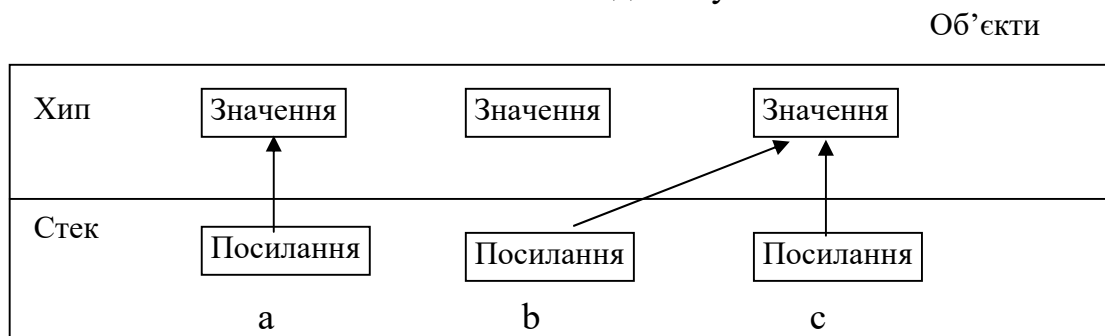 Об’єкти
Хип Значення Значення Значення
Стек
Посилання Посилання Посилання
a b c